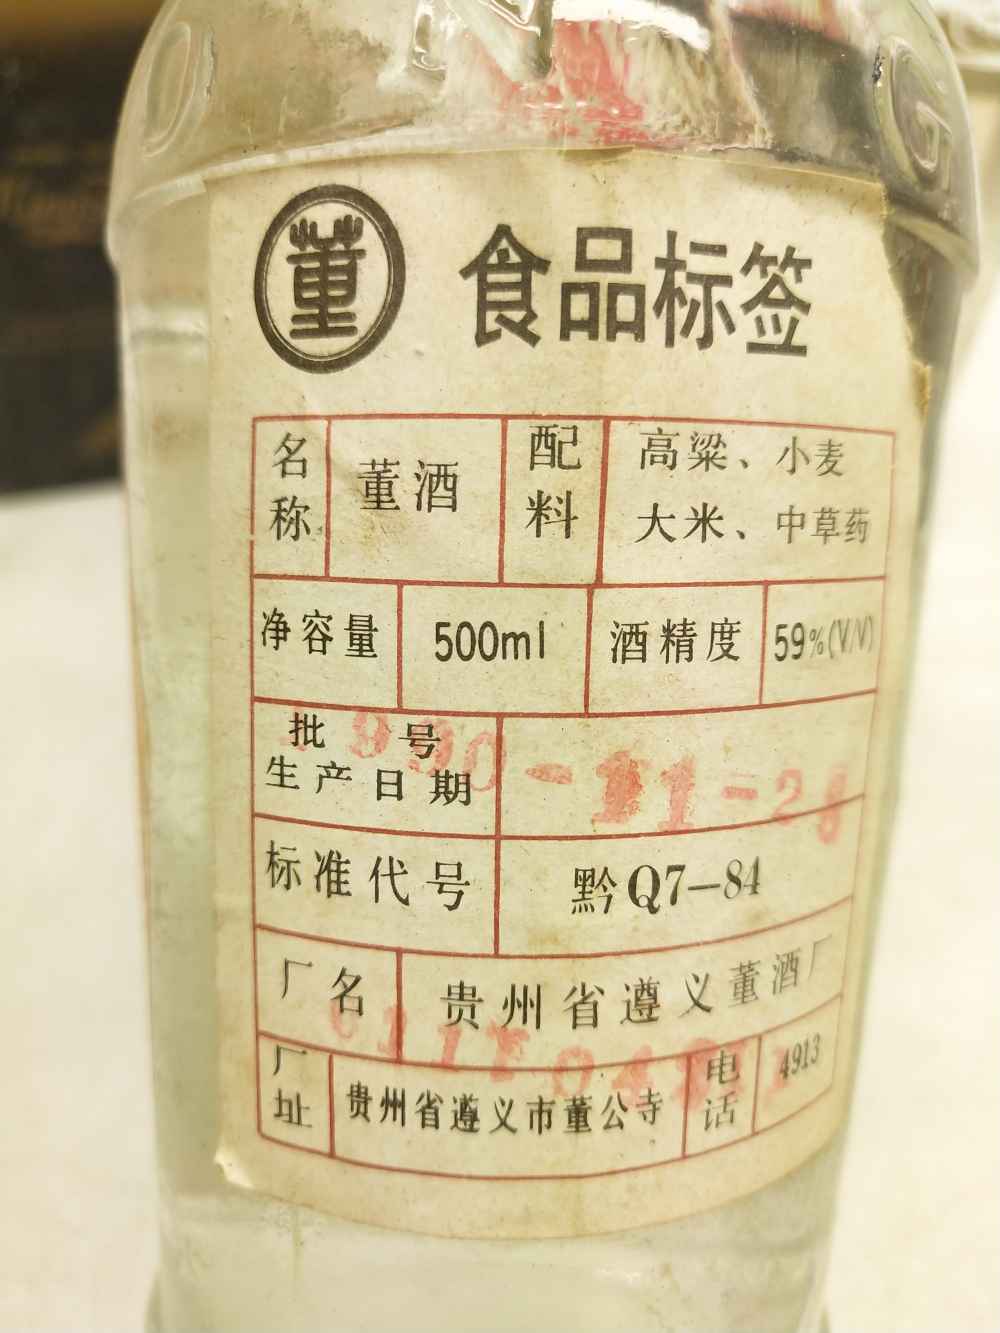 D N G
董
食品标签
名称 董酒 配料 高粱、小麦
大米、中草药
净容量 500ml 酒精度 59%(V/V)
批号
生产日期
1990-11-28
标准代号 黔Q7-84
厂名 贵州省遵义董酒厂
厂址 贵州省遵义市董公寺 电话 4913